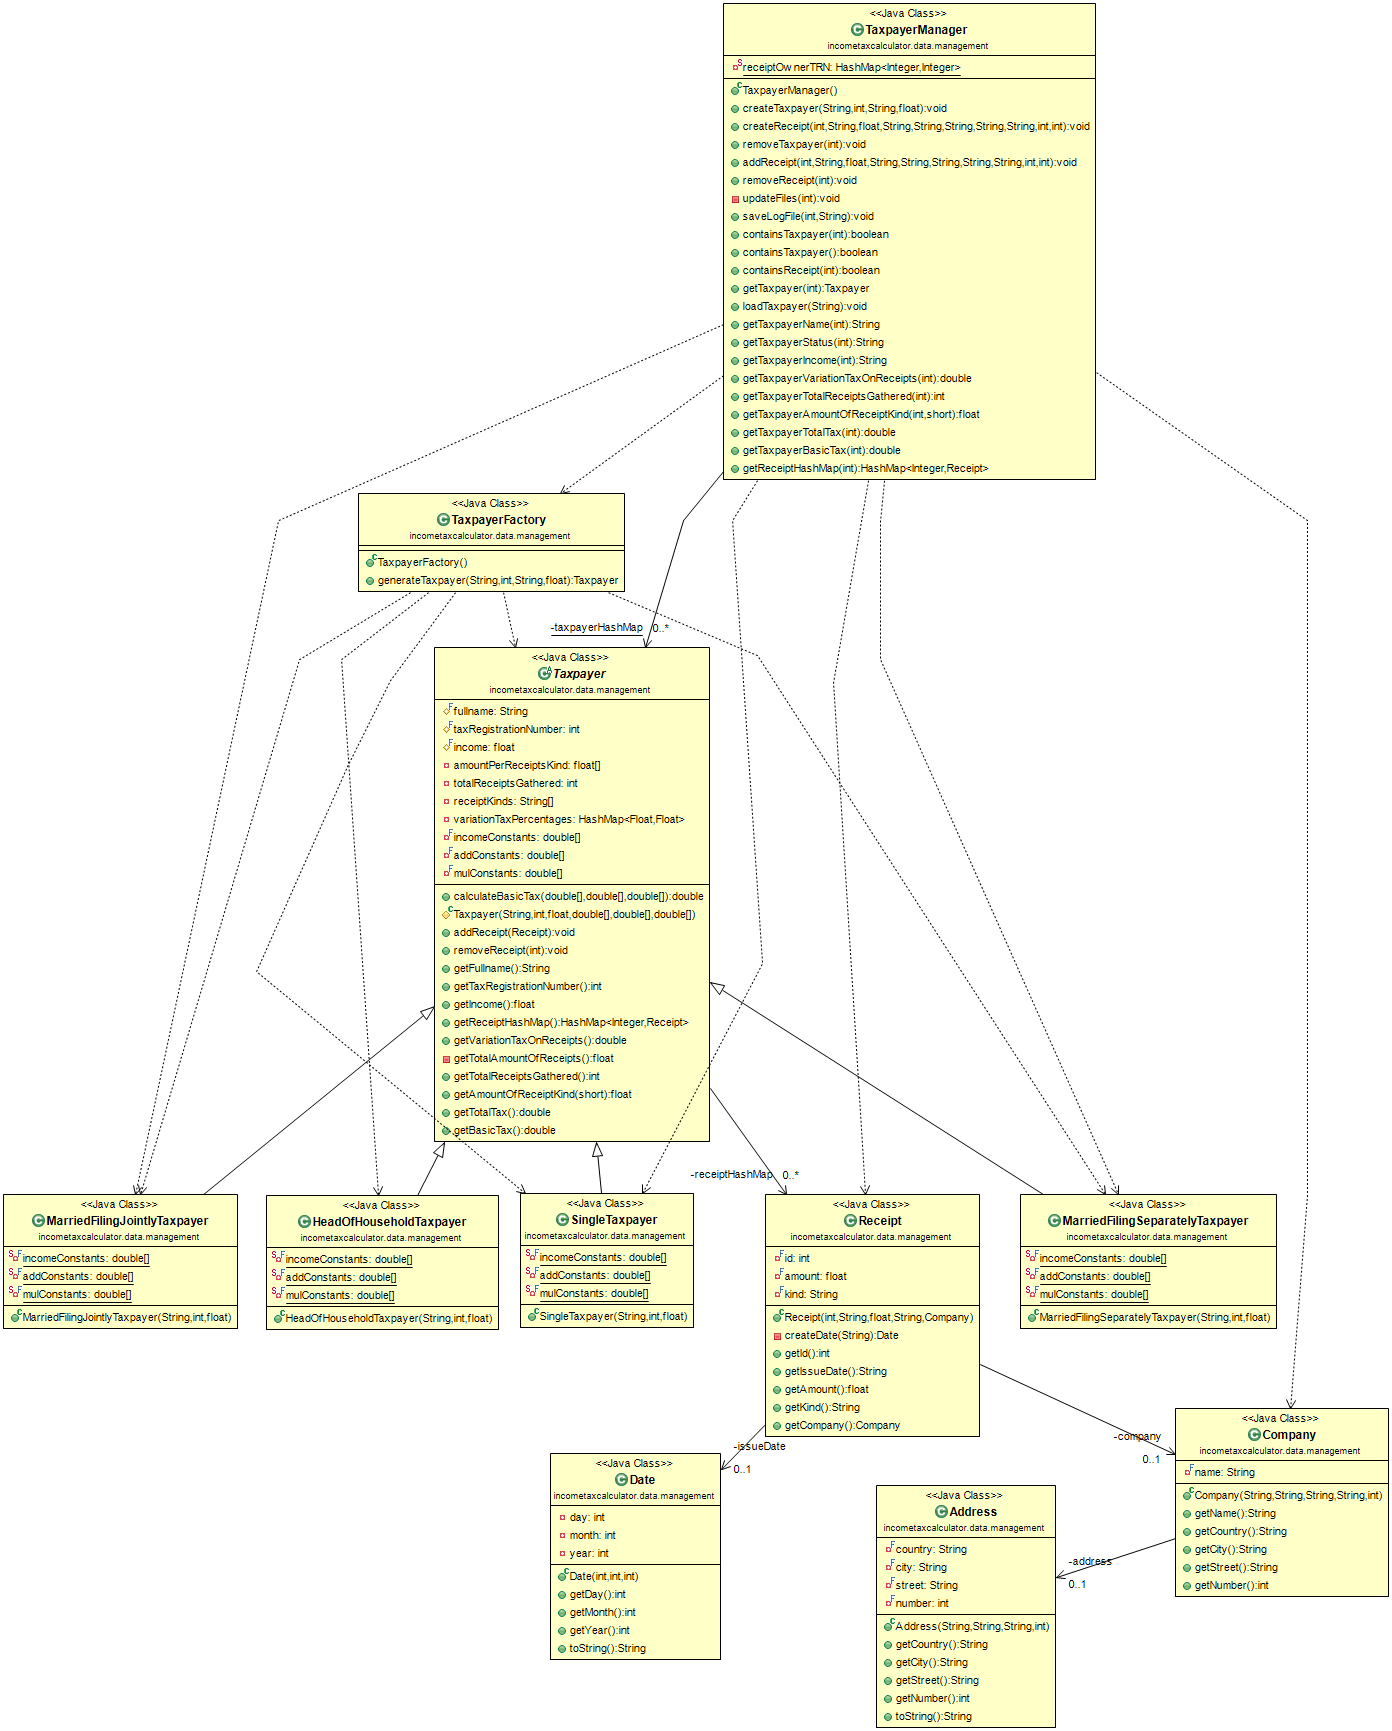 <<Java Class>>
TaxpayerManager
incometaxcalculator.data.management
receiptOwnerTRN: HashMap<Integer,Integer>
TaxpayerManager()
createTaxpayer(String,int,String,float):void
createReceipt(int,String,float,String,String,String,String,String,int,int):void
removeTaxpayer(int):void
addReceipt(int,String,float,String,String,String,String,String,int,int):void
removeReceipt(int):void
updateFiles(int):void
saveLogFile(int,String):void
containsTaxpayer(int):boolean
containsTaxpayer():boolean
containsReceipt(int):boolean
getTaxpayer(int):Taxpayer
loadTaxpayer(String):void
getTaxpayerName(int):String
getTaxpayerStatus(int):String
getTaxpayerIncome(int):String
getTaxpayerVariationTaxOnReceipts(int):double
getTaxpayerTotalReceiptsGathered(int):int
getTaxpayerAmountOfReceiptKind(int,short):float
getTaxpayerTotalTax(int):double
getTaxpayerBasicTax(int):double
getReceiptHashMap(int):HashMap<Integer,Receipt>
<<Java Class>>
TaxpayerFactory
incometaxcalculator.data.management
TaxpayerFactory()
generateTaxpayer(String,int,String,float):Taxpayer
-taxpayerHashMap 0..*
<<Java Class>>
Taxpayer
incometaxcalculator.data.management
fullname: String
taxRegistrationNumber: int
income: float
amountPerReceiptsKind: float[]
totalReceiptsGathered: int
receiptKinds: String[]
variationTaxPercentages: HashMap<Float,Float>
incomeConstants: double[]
addConstants: double[]
mulConstants: double[]
calculateBasicTax(double[],double[],double[]):double
Taxpayer(String,int,float,double[],double[],double[])
addReceipt(Receipt):void
removeReceipt(int):void
getFullname():String
getTaxRegistrationNumber():int
getIncome():float
getReceiptHashMap():HashMap<Integer,Receipt>
getVariationTaxOnReceipts():double
getTotalAmountOfReceipts():float
getTotalReceiptsGathered():int
getAmountOfReceiptKind(short):float
getTotalTax():double
getBasicTax():double
-receiptHashMap 0..*
<<Java Class>>
MarriedFilingJointlyTaxpayer
incometaxcalculator.data.management
incomeConstants: double[]
addConstants: double[]
mulConstants: double[]
MarriedFilingJointlyTaxpayer(String,int,float)
<<Java Class>>
HeadOfHouseholdTaxpayer
incometaxcalculator.data.management
incomeConstants: double[]
addConstants: double[]
mulConstants: double[]
HeadOfHouseholdTaxpayer(String,int,float)
<<Java Class>>
SingleTaxpayer
incometaxcalculator.data.management
incomeConstants: double[]
addConstants: double[]
mulConstants: double[]
SingleTaxpayer(String,int,float)
<<Java Class>>
Receipt
incometaxcalculator.data.management
id: int
amount: float
kind: String
Receipt(int,String,float,String,Company)
createDate(String):Date
getId():int
getIssueDate():String
getAmount():float
getKind():String
getCompany():Company
<<Java Class>>
MarriedFilingSeparatelyTaxpayer
incometaxcalculator.data.management
incomeConstants: double[]
addConstants: double[]
mulConstants: double[]
MarriedFilingSeparatelyTaxpayer(String,int,float)
-issueDate
0..1
-company
0..1
<<Java Class>>
Date
incometaxcalculator.data.management
day: int
month: int
year: int
Date(int,int,int)
getDay():int
getMonth():int
getYear():int
toString():String
<<Java Class>>
Address
incometaxcalculator.data.management
country: String
city: String
street: String
number: int
Address(String,String,String,int)
getCountry():String
getCity():String
getStreet():String
getNumber():int
toString():String
-address
0..1
<<Java Class>>
Company
incometaxcalculator.data.management
name: String
Company(String,String,String,String,int)
getName():String
getCountry():String
getCity():String
getStreet():String
getNumber():int